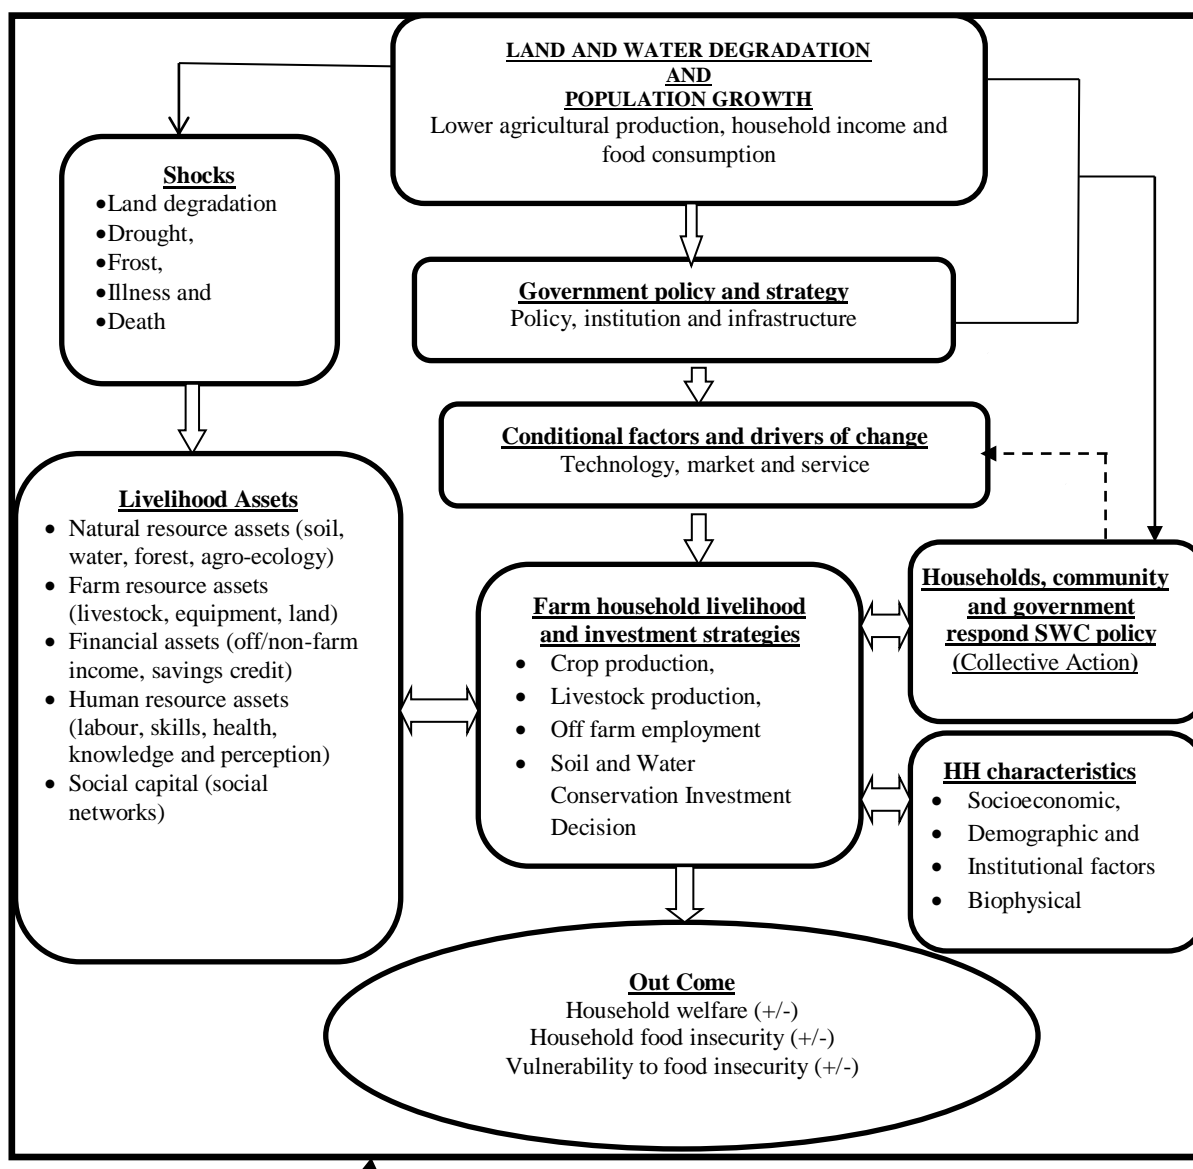 LAND AND WATER DEGRADATION
AND
POPULATION GROWTH
Lower agricultural production, household income and
food consumption
Shocks
•Land degradation
•Drought,
•Frost,
•Illness and
•Death
Government policy and strategy
Policy, institution and infrastructure
Conditional factors and drivers of change
Technology, market and service
Livelihood Assets
• Natural resource assets (soil,
water, forest, agro-ecology)
• Farm resource assets
(livestock, equipment, land)
• Financial assets (off/non-farm
income, savings credit)
• Human resource assets
(labour, skills, health,
knowledge and perception)
• Social capital (social
networks)
Farm household livelihood
and investment strategies
• Crop production,
• Livestock production,
• Off farm employment
• Soil and Water
Conservation Investment
Decision
Households, community
and government
respond SWC policy
(Collective Action)
HH characteristics
• Socioeconomic,
• Demographic and
• Institutional factors
• Biophysical
Out Come
Household welfare (+/-)
Household food insecurity (+/-)
Vulnerability to food insecurity (+/-)